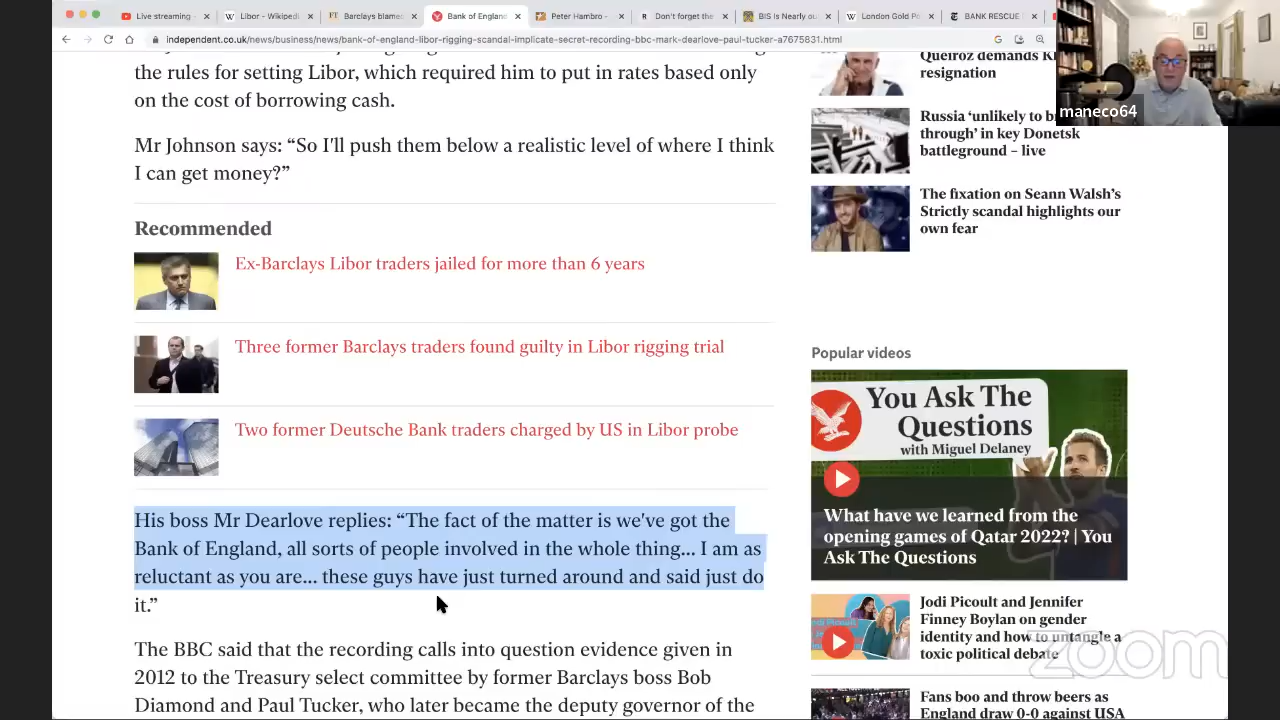 Live streaming -
Libor - Wikipedi
FT
Barclays blamed
Bank of England
Peter Hambro -
Don't forget the
BIS Is Nearly ou
London Gold Po
BANK RESCUE
independent.co.uk/news/business/news/bank-of-england-libor-rigging-scandal-implicate-secret-recording-bbc-mark-dearlove-paul-tucker-a7675831.html
maneco64
the rules for setting Libor, which required him to put in rates based only
on the cost of borrowing cash.
Mr Johnson says: “So I'll push them below a realistic level of where I think
I can get money?”
Recommended
Ex-Barclays Libor traders jailed for more than 6 years
Three former Barclays traders found guilty in Libor rigging trial
Two former Deutsche Bank traders charged by US in Libor probe
His boss Mr Dearlove replies: “The fact of the matter is we've got the
Bank of England, all sorts of people involved in the whole thing... I am as
reluctant as you are... these guys have just turned around and said just do
it.”
The BBC said that the recording calls into question evidence given in
2012 to the Treasury select committee by former Barclays boss Bob
Diamond and Paul Tucker, who later became the deputy governor of the
Queiroz demands
resignation
Russia ‘unlikely to
through’ in key Donetsk
battleground – live
The fixation on Seann Walsh’s
Strictly scandal highlights our
own fear
Popular videos
You Ask The
Questions
with Miguel Delaney
What have we learned from the
opening games of Qatar 2022? | You
Ask The Questions
Jodi Picoult and Jennifer
Finney Boylan on gender
identity and how to untangle a
toxic political debate
Fans boo and throw beers as
England draw 0-0 against USA
zoom